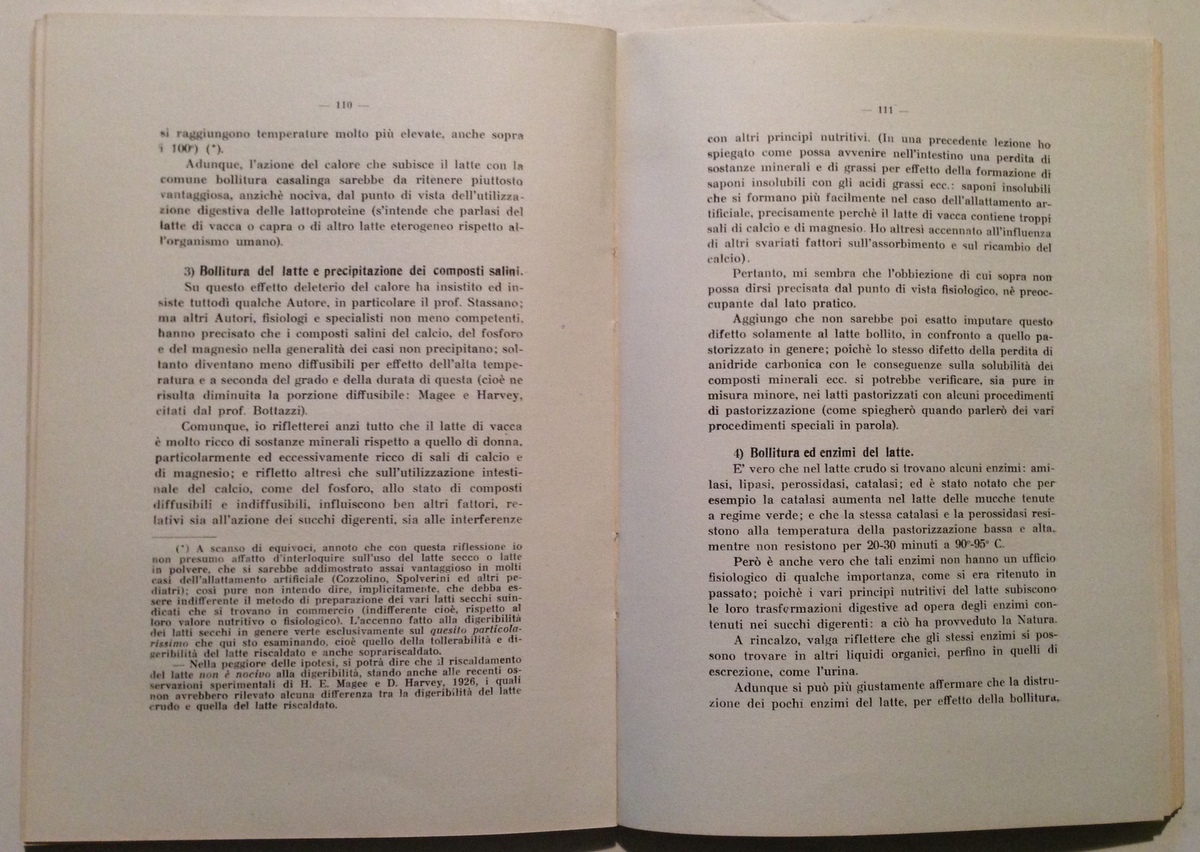 — 110 —
si raggiungono temperature molto più elevate, anche sopra
i 100°) (*).
Adunque, l'azione del calore che subisce il latte con la
comune bollitura casalinga sarebbe da ritenere piuttosto
vantaggiosa, anzichè nociva, dal punto di vista dell'utilizza-
zione digestiva delle lattoproteine (s'intende che parlasi del
latte di vacca o capra o di altro latte eterogeneo rispetto al-
l'organismo umano).
3) Bollitura del latte e precipitazione dei composti salini.
Su questo effetto deleterio del calore ha insistito ed in-
siste tuttodì qualche Autore, in particolare il prof. Stassano;
ma altri Autori, fisiologi e specialisti non meno competenti,
hanno precisato che i composti salini del calcio, del fosforo
e del magnesio nella generalità dei casi non precipitano; sol-
tanto diventano meno diffusibili per effetto dell'alta tempe-
ratura e a seconda del grado e della durata di questa (cioè ne
risulta diminuita la porzione diffusibile: Magee e Harvey,
citati dal prof. Bottazzi).
Comunque, io rifletterei anzi tutto che il latte di vacca
è molto ricco di sostanze minerali rispetto a quello di donna,
particolarmente ed eccessivamente ricco di sali di calcio e
di magnesio; e rifletto altresì che sull'utilizzazione intesti-
nale del calcio, come del fosforo, allo stato di composti
diffusibili e indiffusibili, influiscono ben altri fattori, re-
lativi sia all'azione dei succhi digerenti, sia alle interferenze
(*) A scanso di equivoci, annoto che con questa riflessione io
non presumo affatto d'interloquire sull'uso del latte secco o latte
in polvere, che si sarebbe addimostrato assai vantaggioso in molti
casi dell'allattamento artificiale (Cozzolino, Spolverini ed altri pe-
diatri); così pure non intendo dire, implicitamente, che debba es-
sere indifferente il metodo di preparazione dei vari latti secchi suin-
dicati che si trovano in commercio (indifferente cioè, rispetto al
loro valore nutritivo o fisiologico). L'accenno fatto alla digeribilità
dei latti secchi in genere verte esclusivamente sul quesito particola-
rissimo che qui sto esaminando, cioè quello della tollerabilità e di-
geribilità del latte riscaldato e anche soprariscaldato.
— Nella peggiore delle ipotesi, si potrà dire che il riscaldamento
del latte non è nocivo alla digeribilità, stando anche alle recenti os-
servazioni sperimentali di H. E. Magee e D. Harvey, 1926, i quali
non avrebbero rilevato alcuna differenza tra la digeribilità del latte
crudo e quella del latte riscaldato.
— 111 —
con altri principi nutritivi. (In una precedente lezione ho
spiegato come possa avvenire nell'intestino una perdita di
sostanze minerali e di grassi per effetto della formazione di
saponi insolubili con gli acidi grassi ecc.: saponi insolubili
che si formano più facilmente nel caso dell'allattamento ar-
tificiale, precisamente perchè il latte di vacca contiene troppi
sali di calcio e di magnesio. Ho altresì accennato all'influenza
di altri svariati fattori sull'assorbimento e sul ricambio del
calcio).
Pertanto, mi sembra che l'obbiezione di cui sopra non
possa dirsi precisata dal punto di vista fisiologico, nè preoc-
cupante dal lato pratico.
Aggiungo che non sarebbe poi esatto imputare questo
difetto solamente al latte bollito, in confronto a quello pa-
storizzato in genere; poichè lo stesso difetto della perdita di
anidride carbonica con le conseguenze sulla solubilità dei
composti minerali ecc. si potrebbe verificare, sia pure in
misura minore, nei latti pastorizzati con alcuni procedimenti
di pastorizzazione (come spiegherò quando parlerò dei vari
procedimenti speciali in parola).
4) Bollitura ed enzimi del latte.
E' vero che nel latte crudo si trovano alcuni enzimi: ami-
lasi, lipasi, perossidasi, catalasi; ed è stato notato che per
esempio la catalasi aumenta nel latte delle mucche tenute
a regime verde; e che la stessa catalasi e la perossidasi resi-
stono alla temperatura della pastorizzazione bassa e alta,
mentre non resistono per 20-30 minuti a 90°-95° C.
Però è anche vero che tali enzimi non hanno un ufficio
fisiologico di qualche importanza, come si era ritenuto in
passato; poichè i vari principi nutritivi del latte subiscono
le loro trasformazioni digestive ad opera degli enzimi con-
tenuti nei succhi digerenti: a ciò ha provveduto la Natura.
A rincalzo, valga riflettere che gli stessi enzimi si pos-
sono trovare in altri liquidi organici, perfino in quelli di
escrezione, come l'urina.
Adunque si può più giustamente affermare che la distru-
zione dei pochi enzimi del latte, per effetto della bollitura,